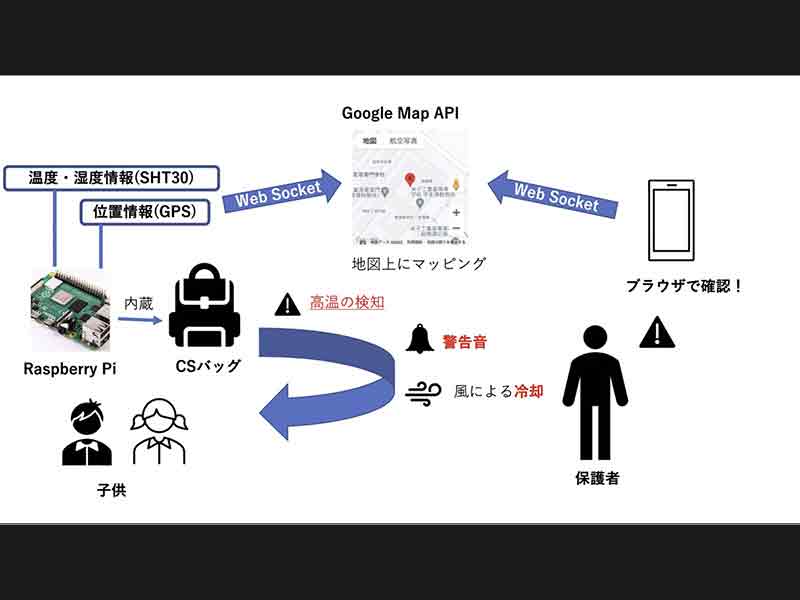 Google Map API
地図 航空写真
温度・湿度情報(SHT30)
位置情報(GPS)
Web Socket
Web Socket
地図上にマッピング
ブラウザで確認！
内蔵
高温の検知
Raspberry Pi
CSバッグ
警告音
風による冷却
子供
保護者